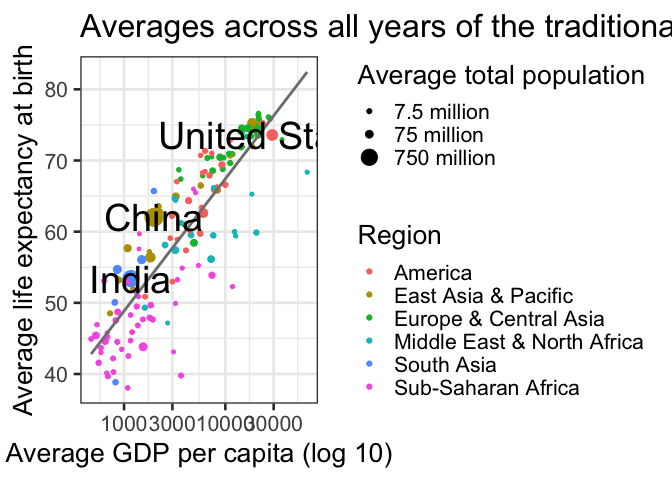 Averages across all years of the traditiona
Average life expectancy at birth
80
70
60
50
40
United Sta
China
India
1000 3000 10000 30000
Average GDP per capita (log 10)
Average total population
7.5 million
75 million
750 million
Region
America
East Asia & Pacific
Europe & Central Asia
Middle East & North Africa
South Asia
Sub-Saharan Africa